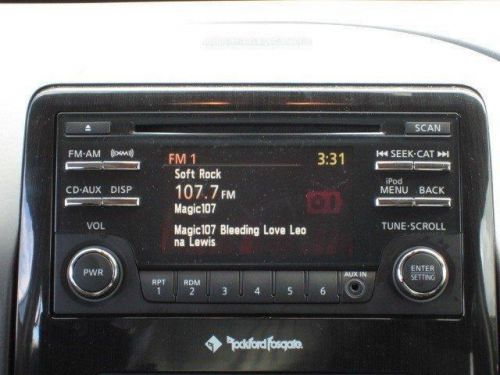 SCAN
FM·AM
SEEK·CAT
FM 1 3:31
Soft Rock
107.7 FM
Magic107
Magic107 Bleeding Love Leo
na Lewis
CD·AUX DISP
iPod
MENU BACK
VOL
TUNE·SCROLL
PWR
RPT
1
RDM
2
3
4
5
6
AUX IN
ENTER
SETTING
Rockford Fosgate